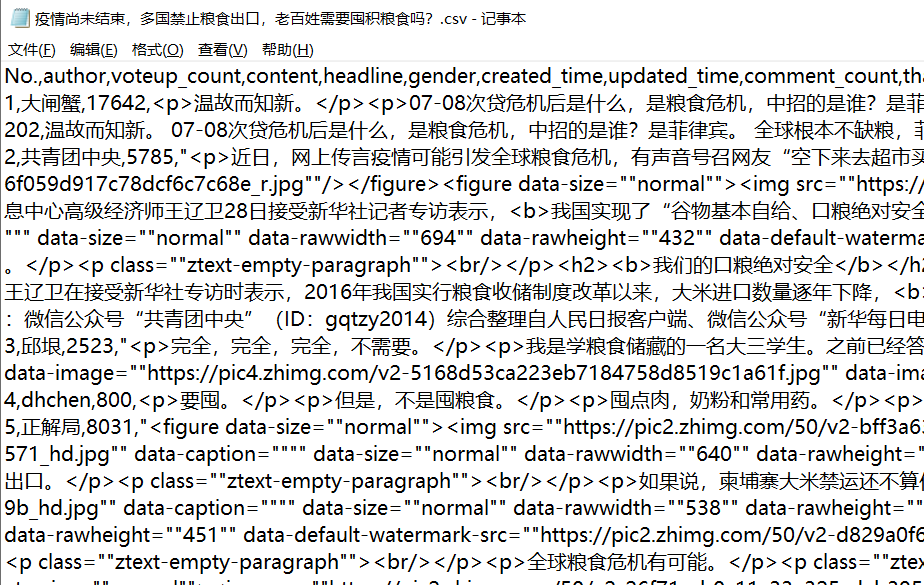 疫情尚未结束，多国禁止粮食出口，老百姓需要囤积粮食吗？.csv - 记事本
文件(F) 编辑(E) 格式(O) 查看(V) 帮助(H)
No.,author,voteup_count,content,headline,gender,created_time,updated_time,comment_count,tha
1,大闸蟹,17642,<p>温故而知新。</p><p>07-08次贷危机后是什么，是粮食危机，中招的是谁？是菲
202,温故而知新。 07-08次贷危机后是什么，是粮食危机，中招的是谁？是菲律宾。 全球根本不缺粮，菲
2,共青团中央,5785,"<p>近日，网上传言疫情可能引发全球粮食危机，有声音号召网友“空下来去超市买
6f059d917c78dcf6c7c68e_r.jpg""/></figure><figure data-size=""normal""><img src=""https:/
息中心高级经济师王辽卫28日接受新华社记者专访表示，<b>我国实现了“谷物基本自给、口粮绝对安全
""" data-size=""normal"" data-rawwidth=""694"" data-rawheight=""432"" data-default-waterma
。</p><p class=""ztext-empty-paragraph""><br/></p><h2><b>我们的口粮绝对安全</b></h
王辽卫在接受新华社专访时表示，2016年我国实行粮食收储制度改革以来，大米进口数量逐年下降，<b
：微信公众号“共青团中央”（ID：gqtzy2014）综合整理自人民日报客户端、微信公众号“新华每日电
3,邱垠,2523,"<p>完全，完全，完全，不需要。</p><p>我是学粮食储藏的一名大三学生。之前已经答
data-image=""https://pic4.zhimg.com/v2-5168d53ca223eb7184758d8519c1a61f.jpg"" data-ima
4,dhchen,800,<p>要囤。</p><p>但是，不是囤粮食。</p><p>囤点肉，奶粉和常用药。</p><p>
5,正解局,8031,"<figure data-size=""normal""><img src=""https://pic2.zhimg.com/50/v2-bff3a63
571_hd.jpg"" data-caption="""" data-size=""normal"" data-rawwidth=""640"" data-rawheight=
出口。</p><p class=""ztext-empty-paragraph""><br/></p><p>如果说，柬埔寨大米禁运还不算什
9b_hd.jpg"" data-caption="""" data-size=""normal"" data-rawwidth=""538"" data-rawheight=""
data-rawheight=""451"" data-default-watermark-src=""https://pic2.zhimg.com/50/v2-d829a0f6
<p class=""ztext-empty-paragraph""><br/></p><p>全球粮食危机有可能。</p><p class=""zte